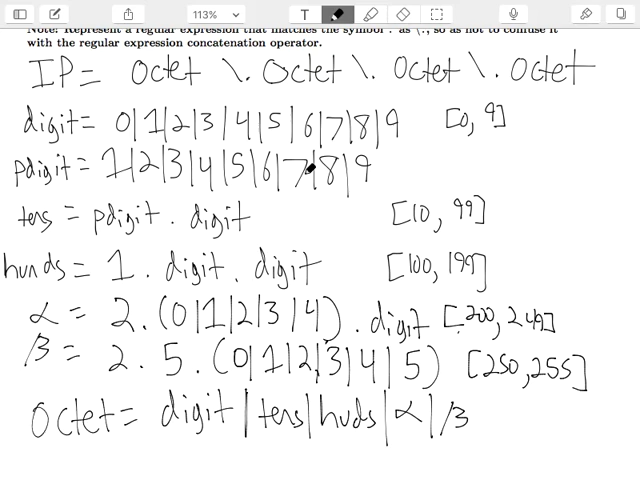 113%
Note: Represent a regular expression that matches the symbol . as \., so as not to confuse it
with the regular expression concatenation operator.
IP = Octet \. Octet \. Octet \. Octet
digit = 0|1|2|3|4|5|6|7|8|9 [0, 9]
pdigit = 1|2|3|4|5|6|7|8|9
tens = pdigit . digit [10, 99]
hunds = 1 . digit . digit [100, 199]
α = 2 . (0|1|2|3|4) . digit [200, 249]
β = 2 . 5 . (0|1|2|3|4|5) [250, 255]
Octet = digit | tens | huds | α | β